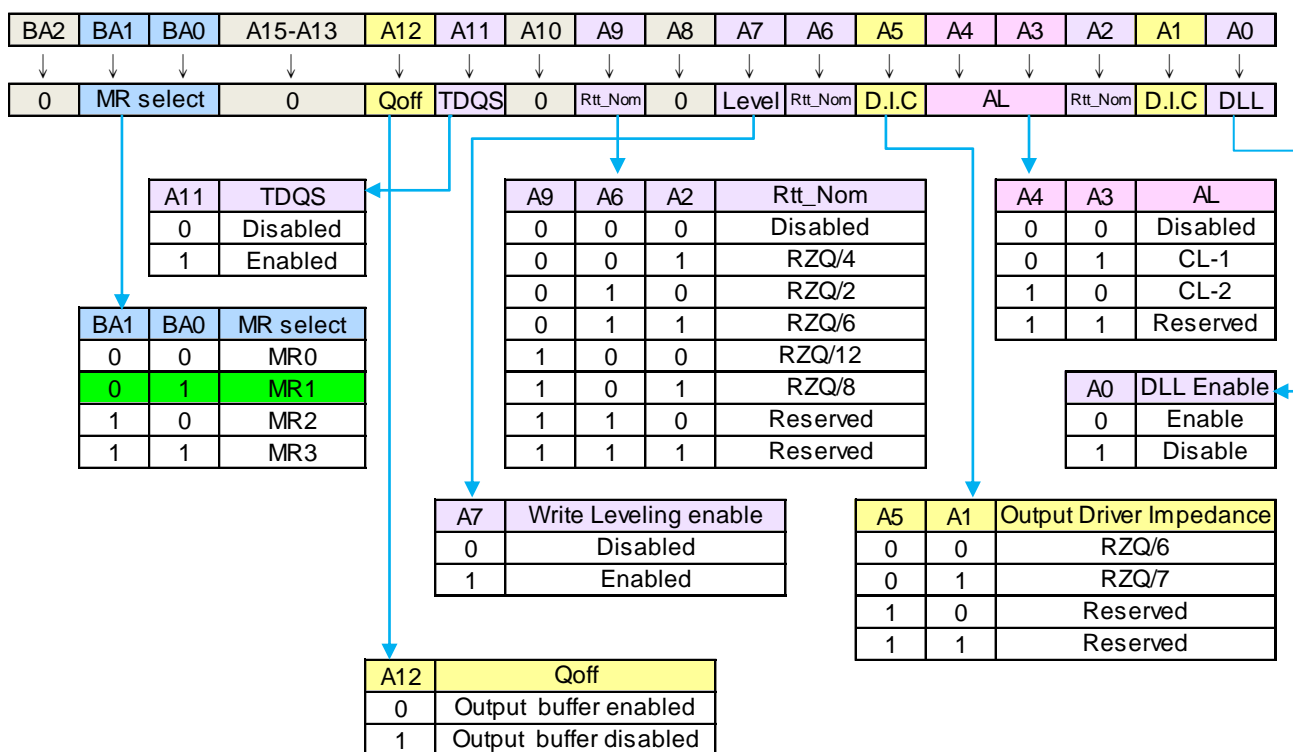 BA2 BA1 BA0 A15-A13 A12 A11 A10 A9 A8 A7 A6 A5 A4 A3 A2 A1 A0
0 MR select 0 Qoff TDQS 0 Rtt_Nom 0 Level Rtt_Nom D.I.C AL Rtt_Nom D.I.C DLL
A11 TDQS
0 Disabled
1 Enabled
BA1 BA0 MR select
0 0 MR0
0 1 MR1
1 0 MR2
1 1 MR3
A9 A6 A2 Rtt_Nom
0 0 0 Disabled
0 0 1 RZQ/4
0 1 0 RZQ/2
0 1 1 RZQ/6
1 0 0 RZQ/12
1 0 1 RZQ/8
1 1 0 Reserved
1 1 1 Reserved
A4 A3 AL
0 0 Disabled
0 1 CL-1
1 0 CL-2
1 1 Reserved
A0 DLL Enable
0 Enable
1 Disable
A7 Write Leveling enable
0 Disabled
1 Enabled
A5 A1 Output Driver Impedance
0 0 RZQ/6
0 1 RZQ/7
1 0 Reserved
1 1 Reserved
A12 Qoff
0 Output buffer enabled
1 Output buffer disabled